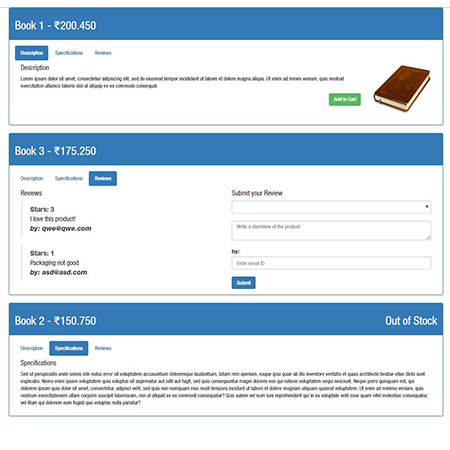 Book 1 - ₹200.450
Description Specifications Reviews
Description
Lorem ipsum dolor sit amet, consectetur adipiscing elit, sed do eiusmod tempor incididunt ut labore et dolore magna aliqua. Ut enim ad minim veniam, quis nostrud
exercitation ullamco laboris nisi ut aliquip ex ea commodo consequat.
Add to Cart
Book 3 - ₹175.250
Description Specifications Reviews
Reviews
Stars: 3
I love this product!
by: qwe@qwe.com
Stars: 1
Packaging not good
by: asd@asd.com
Submit your Review
Write a shortview of the product
by:
Enter email ID
Submit
Book 2 - ₹150.750 Out of Stock
Description Specifications Reviews
Specifications
Sed ut perspiciatis unde omnis iste natus error sit voluptatem accusantium doloremque laudantium, totam rem aperiam, eaque ipsa quae ab illo inventore veritatis et quasi architecto beatae vitae dicta sunt
explicabo. Nemo enim ipsam voluptatem quia voluptas sit aspernatur aut odit aut fugit, sed quia consequuntur magni dolores eos qui ratione voluptatem sequi nesciunt. Neque porro quisquam est, qui
dolorem ipsum quia dolor sit amet, consectetur, adipisci velit, sed quia non numquam eius modi tempora incidunt ut labore et dolore magnam aliquam quaerat voluptatem. Ut enim ad minima veniam, quis
nostrum exercitationem ullam corporis suscipit laboriosam, nisi ut aliquid ex ea commodi consequatur? Quis autem vel eum iure reprehenderit qui in ea voluptate velit esse quam nihil molestiae consequatur,
vel illum qui dolorem eum fugiat quo voluptas nulla pariatur?